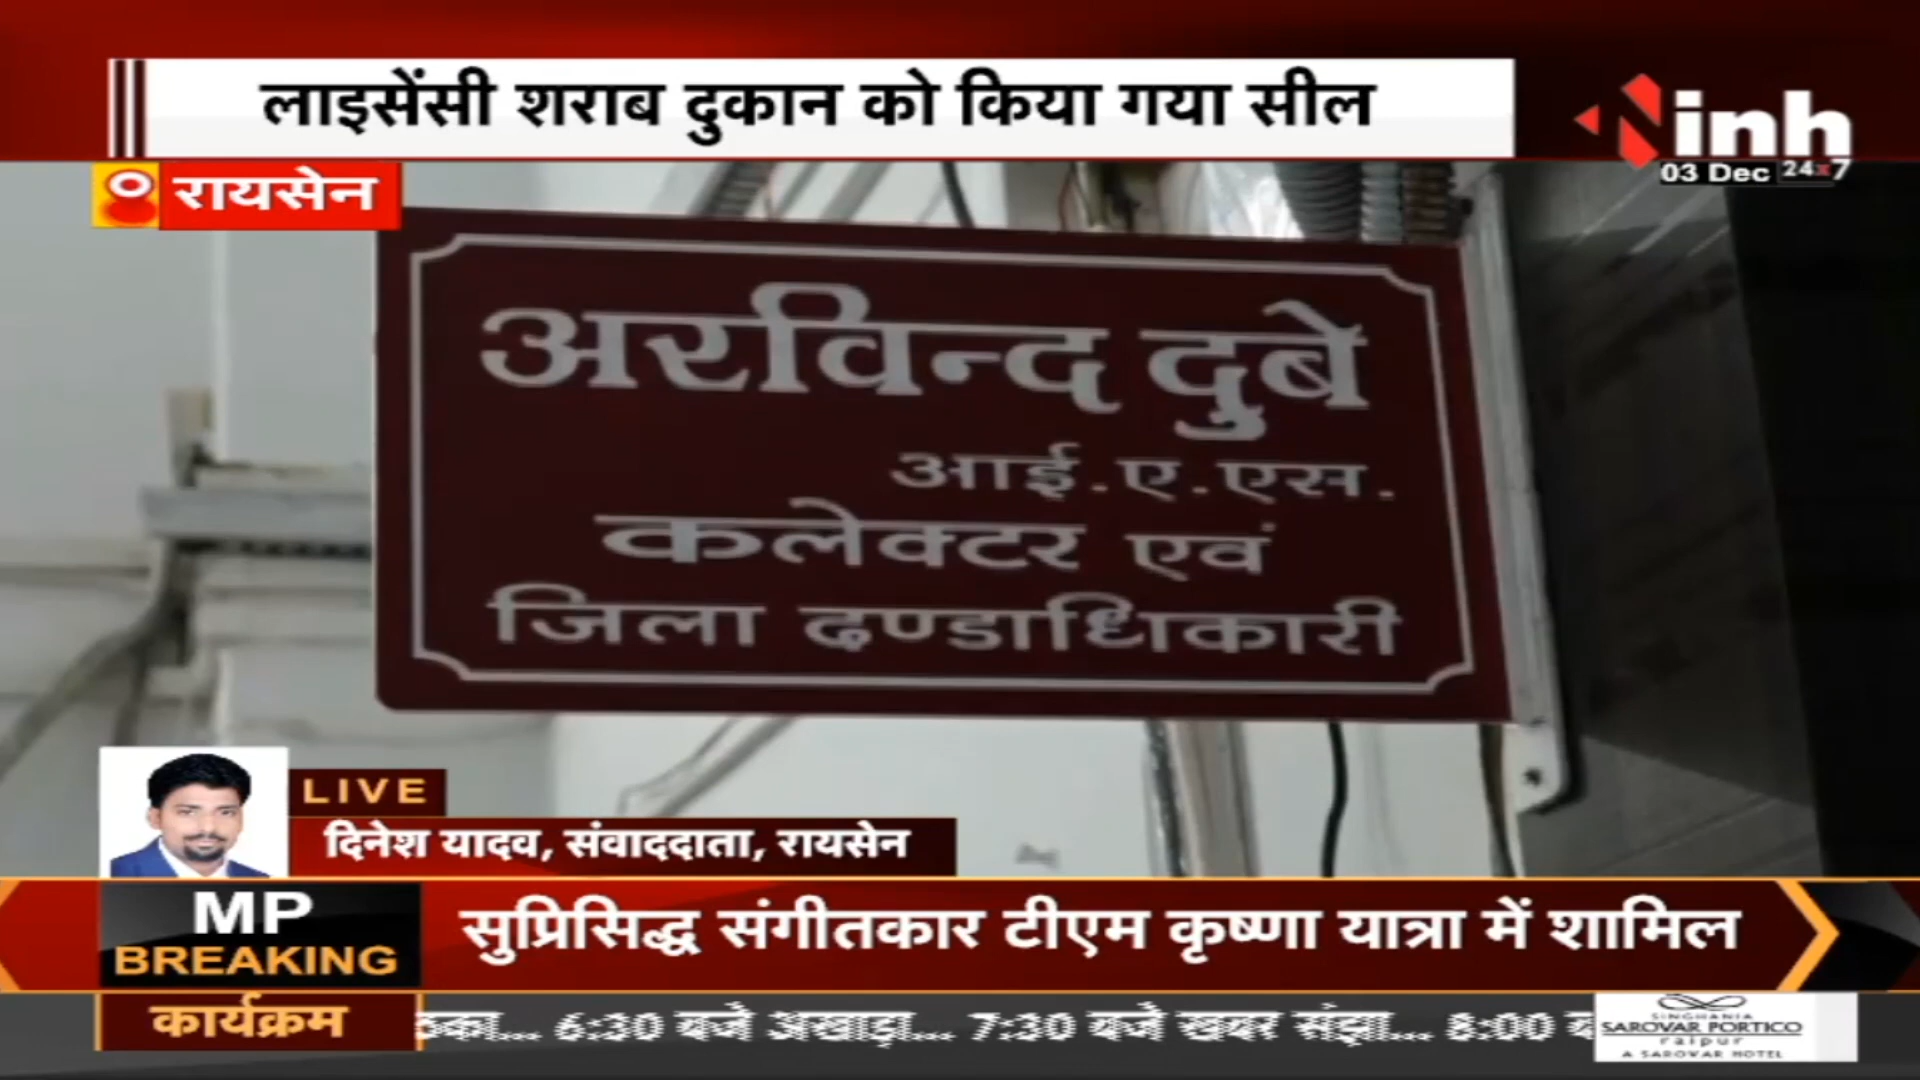 लाइसेंसी शराब दुकान को किया गया सील
inh
03 Dec 24x7
रायसेन
अरविन्द दुबे
आई.ए.एस.
कलेक्टर एवं
जिला दण्डाधिकारी
LIVE
दिनेश यादव, संवाददाता, रायसेन
MP
BREAKING
सुप्रिसिद्ध संगीतकार टीएम कृष्णा यात्रा में शामिल
कार्यक्रम
6:30 बजे अखाड़ा... 7:30 बजे खबर संझा... 8:00
SINGHANIA
SAROVAR PORTICO
raipur
A SAROVAR HOTEL